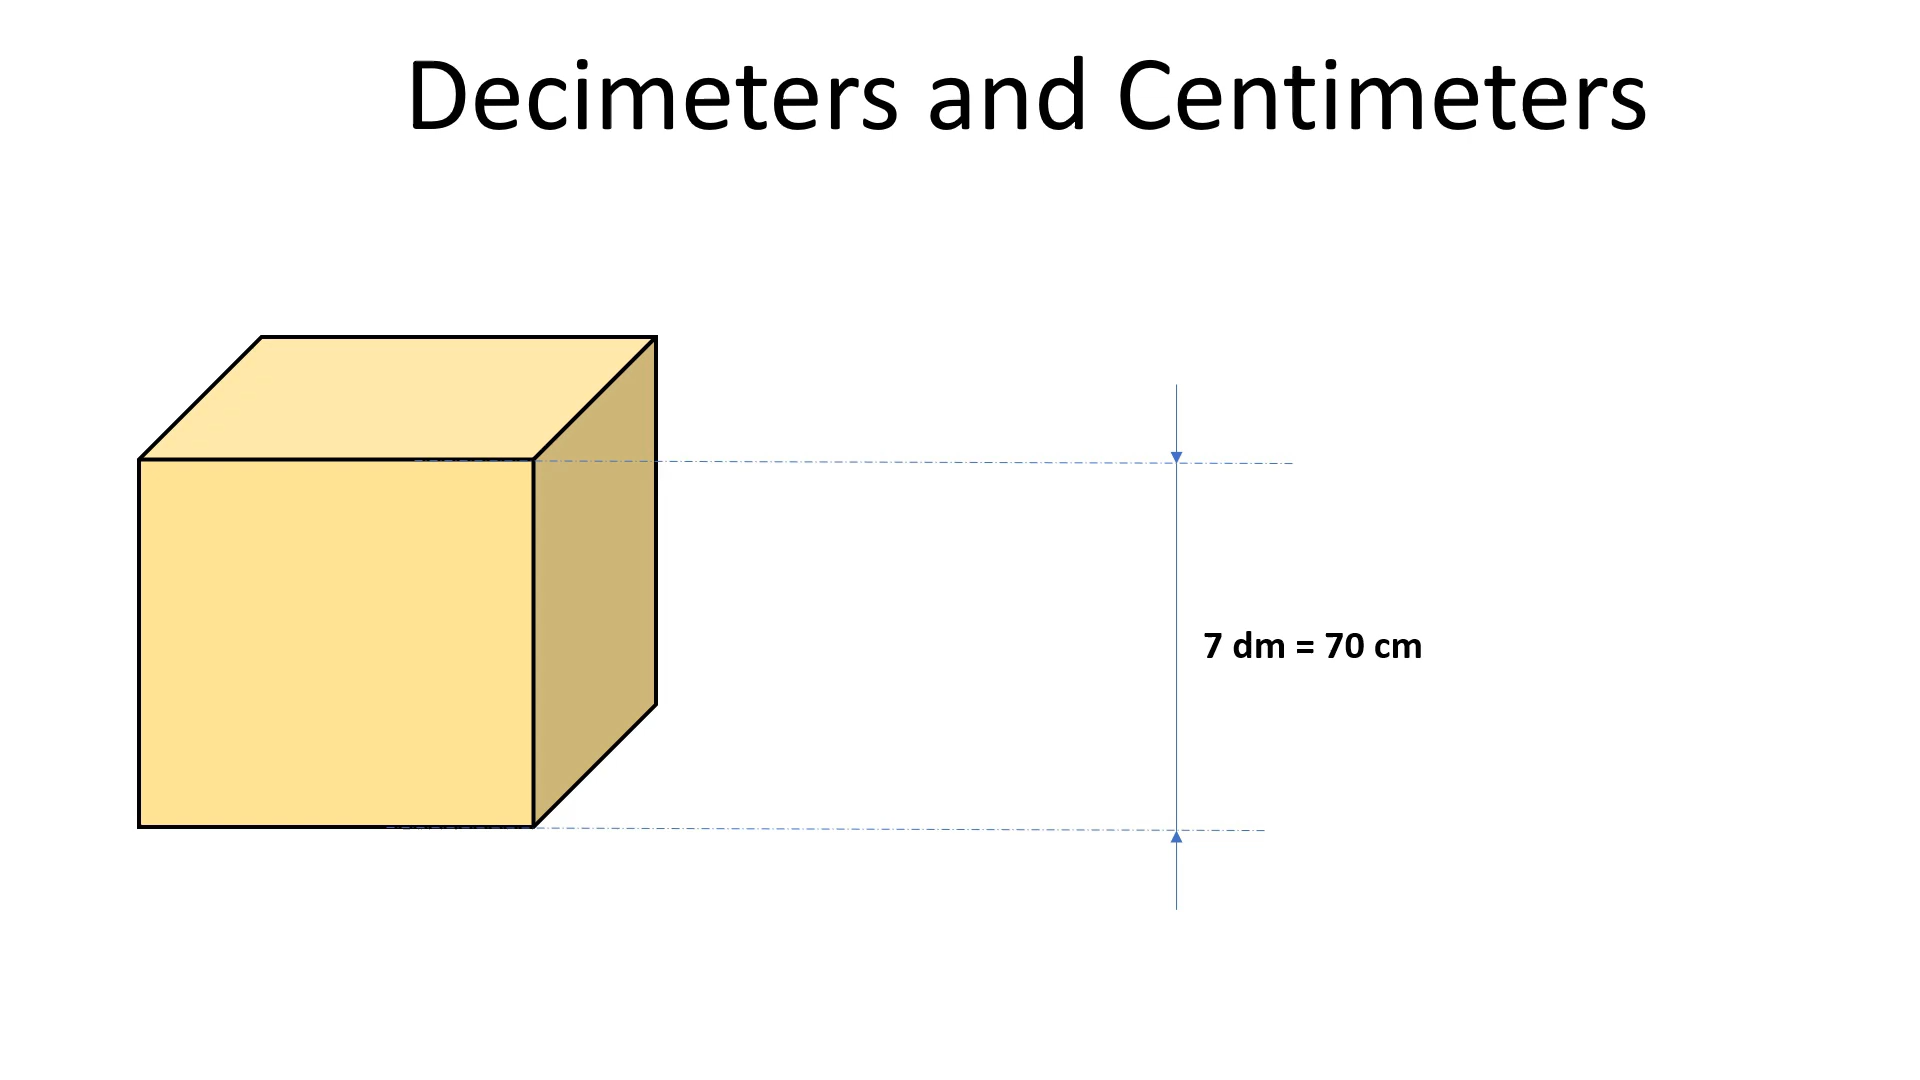 Decimeters and Centimeters
7 dm = 70 cm